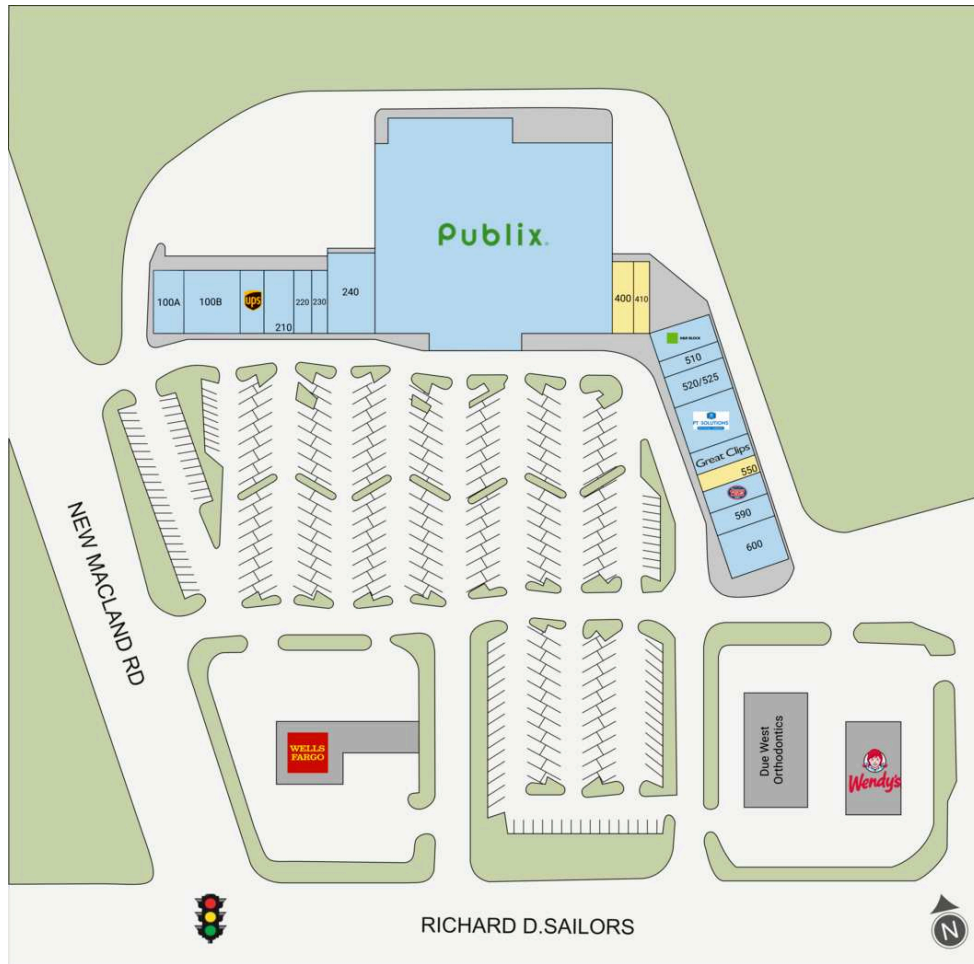 Publix.
100A
100B
ups
210
220
230
240
400
410
H&R BLOCK
510
520/525
PT SOLUTIONS
Great Clips
550
590
600
NEW MACLAND RD
WELLS
FARGO
Due West
Orthodontics
Wendy's
RICHARD D.SAILORS
N